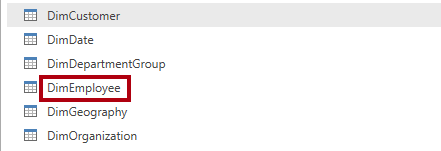 DimCustomer
DimDate
DimDepartmentGroup
DimEmployee
DimGeography
DimOrganization